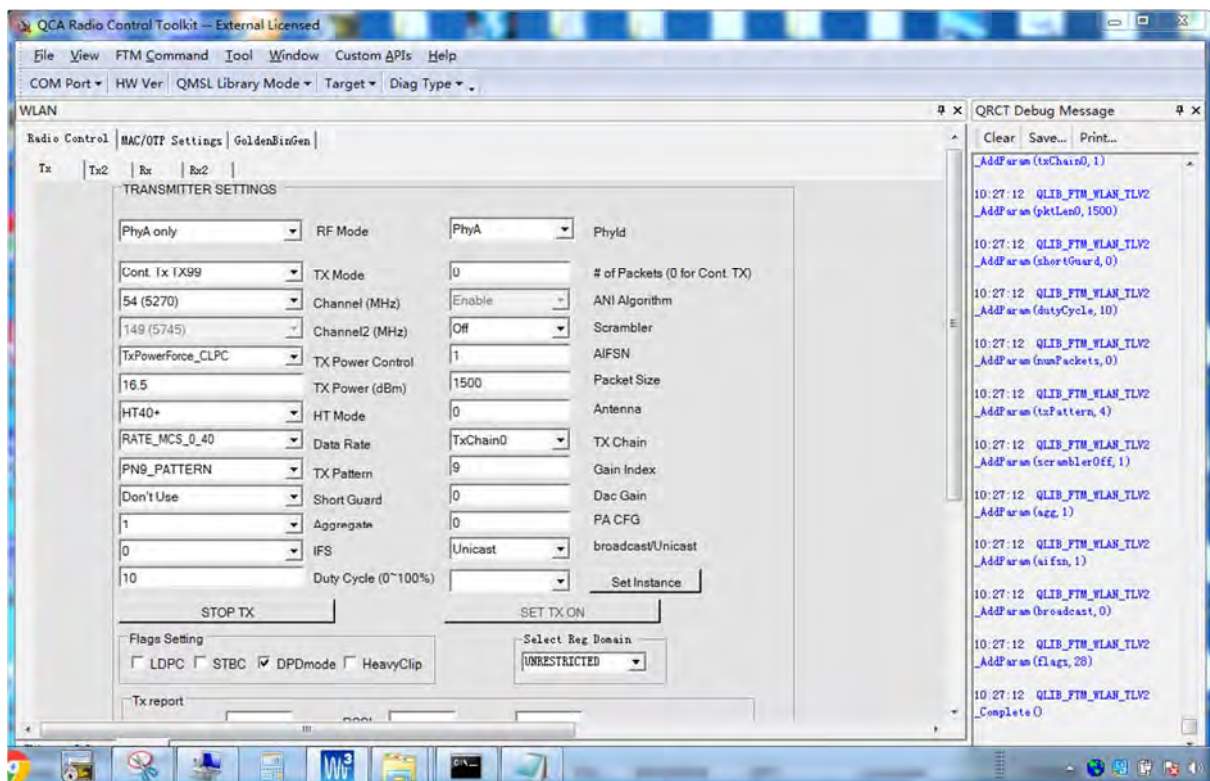 QCA Radio Control Toolkit -- External Licensed
File View FTM Command Tool Window Custom APIs Help
COM Port HW Ver QMSL Library Mode Target Diag Type
WLAN
Radio Control MAC/OTP Settings GoldenBinGen
Tx Tx2 Rx Rx2
TRANSMITTER SETTINGS
PhyA only RF Mode PhyA PhyId
Cont. Tx TX99 TX Mode 0 # of Packets (0 for Cont. TX)
54 (5270) Channel (MHz) Enable ANI Algorithm
149 (5745) Channel2 (MHz) Off Scrambler
TxPowerForce_CLPC TX Power Control 1 AIFSN
16.5 TX Power (dBm) 1500 Packet Size
HT40+ HT Mode 0 Antenna
RATE_MCS_0_40 Data Rate TxChain0 TX Chain
PN9_PATTERN TX Pattern 9 Gain Index
Don't Use Short Guard 0 Dac Gain
1 Aggregate 0 PA CFG
0 IFS Unicast broadcast/Unicast
10 Duty Cycle (0~100%) Set Instance
STOP TX SET TX ON
Flags Setting Select Reg Domain
LDPC STBC DPDmode HeavyClip UNRESTRICTED
Tx report
QRCT Debug Message
Clear Save... Print...
_AddParam(txChain0, 1)
10:27:12 QLIB_FTM_WLAN_TLV2
_AddParam(pktLen0, 1500)
10:27:12 QLIB_FTM_WLAN_TLV2
_AddParam(shortGuard, 0)
10:27:12 QLIB_FTM_WLAN_TLV2
_AddParam(dutyCycle, 10)
10:27:12 QLIB_FTM_WLAN_TLV2
_AddParam(numPackets, 0)
10:27:12 QLIB_FTM_WLAN_TLV2
_AddParam(txPattern, 4)
10:27:12 QLIB_FTM_WLAN_TLV2
_AddParam(scramblerOff, 1)
10:27:12 QLIB_FTM_WLAN_TLV2
_AddParam(agg, 1)
10:27:12 QLIB_FTM_WLAN_TLV2
_AddParam(aifsn, 1)
10:27:12 QLIB_FTM_WLAN_TLV2
_AddParam(broadcast, 0)
10:27:12 QLIB_FTM_WLAN_TLV2
_AddParam(flags, 28)
10:27:12 QLIB_FTM_WLAN_TLV2
_Complete()